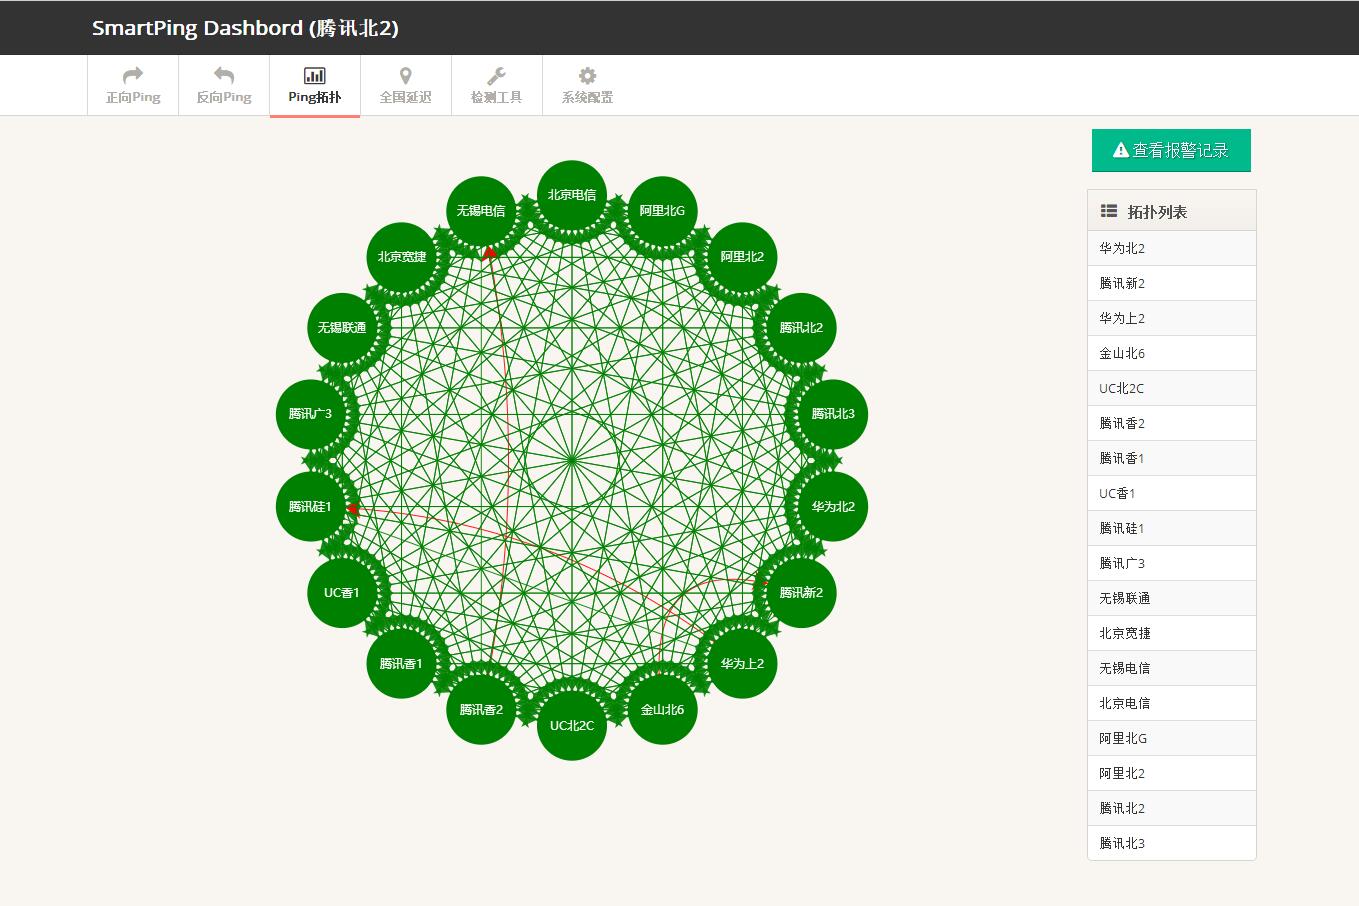 SmartPing Dashbord (腾讯北2)
正向Ping
反向Ping
Ping拓扑
全国延迟
检测工具
系统配置
查看报警记录
北京电信
无锡电信
阿里北G
北京宽捷
阿里北2
无锡联通
腾讯北2
腾讯广3
腾讯北3
腾讯硅1
华为北2
UC香1
腾讯新2
腾讯香1
华为上2
腾讯香2
金山北6
UC北2C
拓扑列表
华为北2
腾讯新2
华为上2
金山北6
UC北2C
腾讯香2
腾讯香1
UC香1
腾讯硅1
腾讯广3
无锡联通
北京宽捷
无锡电信
北京电信
阿里北G
阿里北2
腾讯北2
腾讯北3